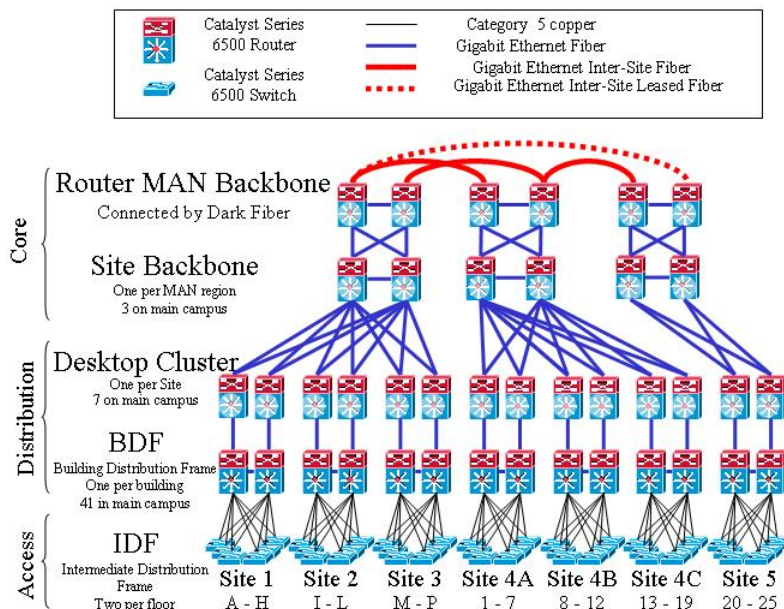 Catalyst Series
6500 Router
Catalyst Series
6500 Switch
Category 5 copper
Gigabit Ethernet Fiber
Gigabit Ethernet Inter-Site Fiber
Gigabit Ethernet Inter-Site Leased Fiber
Core
Router MAN Backbone
Connected by Dark Fiber
Site Backbone
One per MAN region
3 on main campus
Distribution
Desktop Cluster
One per Site
7 on main campus
BDF
Building Distribution Frame
One per building
41 in main campus
Access
IDF
Intermediate Distribution
Frame
Two per floor
Site 1 Site 2 Site 3 Site 4A Site 4B Site 4C Site 5
A - H I - L M - P 1 - 7 8 - 12 13 - 19 20 - 25